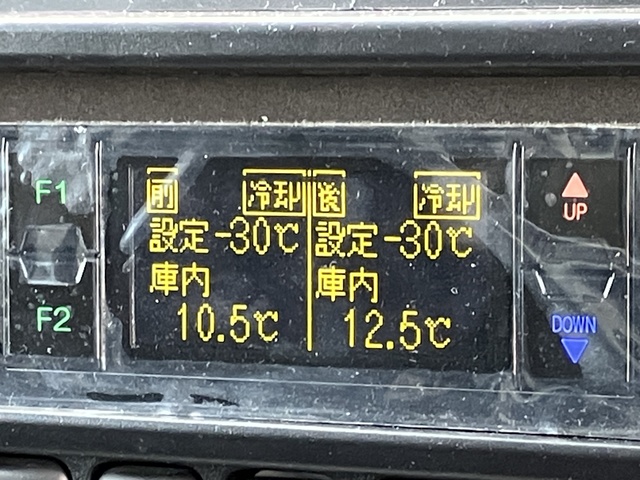 F1
F2
前 冷却
設定-30℃
庫内
10.5℃
後 冷却
設定-30℃
庫内
12.5℃
UP
DOWN